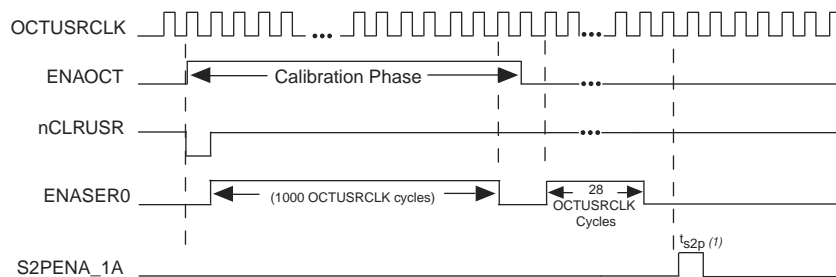 OCTUSRCLK
...
ENAOCT
Calibration Phase
...
nCLRUSR
...
ENASER0
(1000 OCTUSRCLK cycles)
28
OCTUSRCLK
Cycles
ts2p (1)
S2PENA_1A